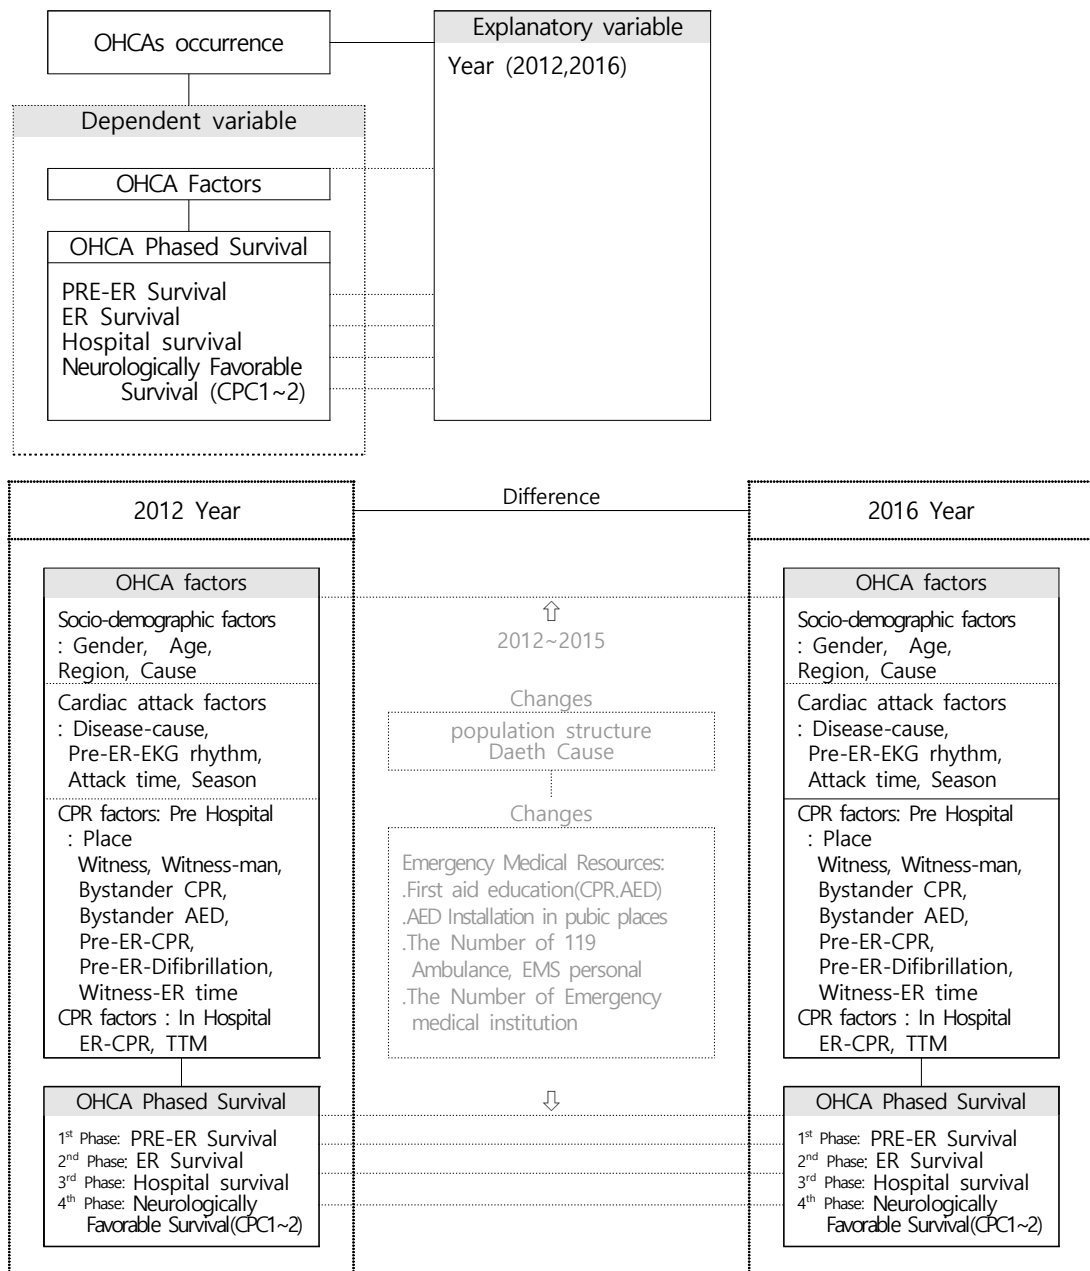 OHCAs occurrence
Explanatory variable
Year (2012,2016)
Dependent variable
OHCA Factors
OHCA Phased Survival
PRE-ER Survival
ER Survival
Hospital survival
Neurologically Favorable
Survival (CPC1~2)
2012 Year
Difference
2016 Year
OHCA factors
Socio-demographic factors
: Gender, Age,
Region, Cause
Cardiac attack factors
: Disease-cause,
Pre-ER-EKG rhythm,
Attack time, Season
CPR factors: Pre Hospital
: Place
Witness, Witness-man,
Bystander CPR,
Bystander AED,
Pre-ER-CPR,
Pre-ER-Difibrillation,
Witness-ER time
CPR factors : In Hospital
ER-CPR, TTM
OHCA Phased Survival
1st Phase: PRE-ER Survival
2nd Phase: ER Survival
3rd Phase: Hospital survival
4th Phase: Neurologically
Favorable Survival(CPC1~2)
⇧
2012~2015
Changes
population structure
Daeth Cause
Changes
Emergency Medical Resources:
.First aid education(CPR.AED)
.AED Installation in pubic places
.The Number of 119
Ambulance, EMS personal
.The Number of Emergency
medical institution
⇩
OHCA factors
Socio-demographic factors
: Gender, Age,
Region, Cause
Cardiac attack factors
: Disease-cause,
Pre-ER-EKG rhythm,
Attack time, Season
CPR factors: Pre Hospital
: Place
Witness, Witness-man,
Bystander CPR,
Bystander AED,
Pre-ER-CPR,
Pre-ER-Difibrillation,
Witness-ER time
CPR factors : In Hospital
ER-CPR, TTM
OHCA Phased Survival
1st Phase: PRE-ER Survival
2nd Phase: ER Survival
3rd Phase: Hospital survival
4th Phase: Neurologically
Favorable Survival(CPC1~2)